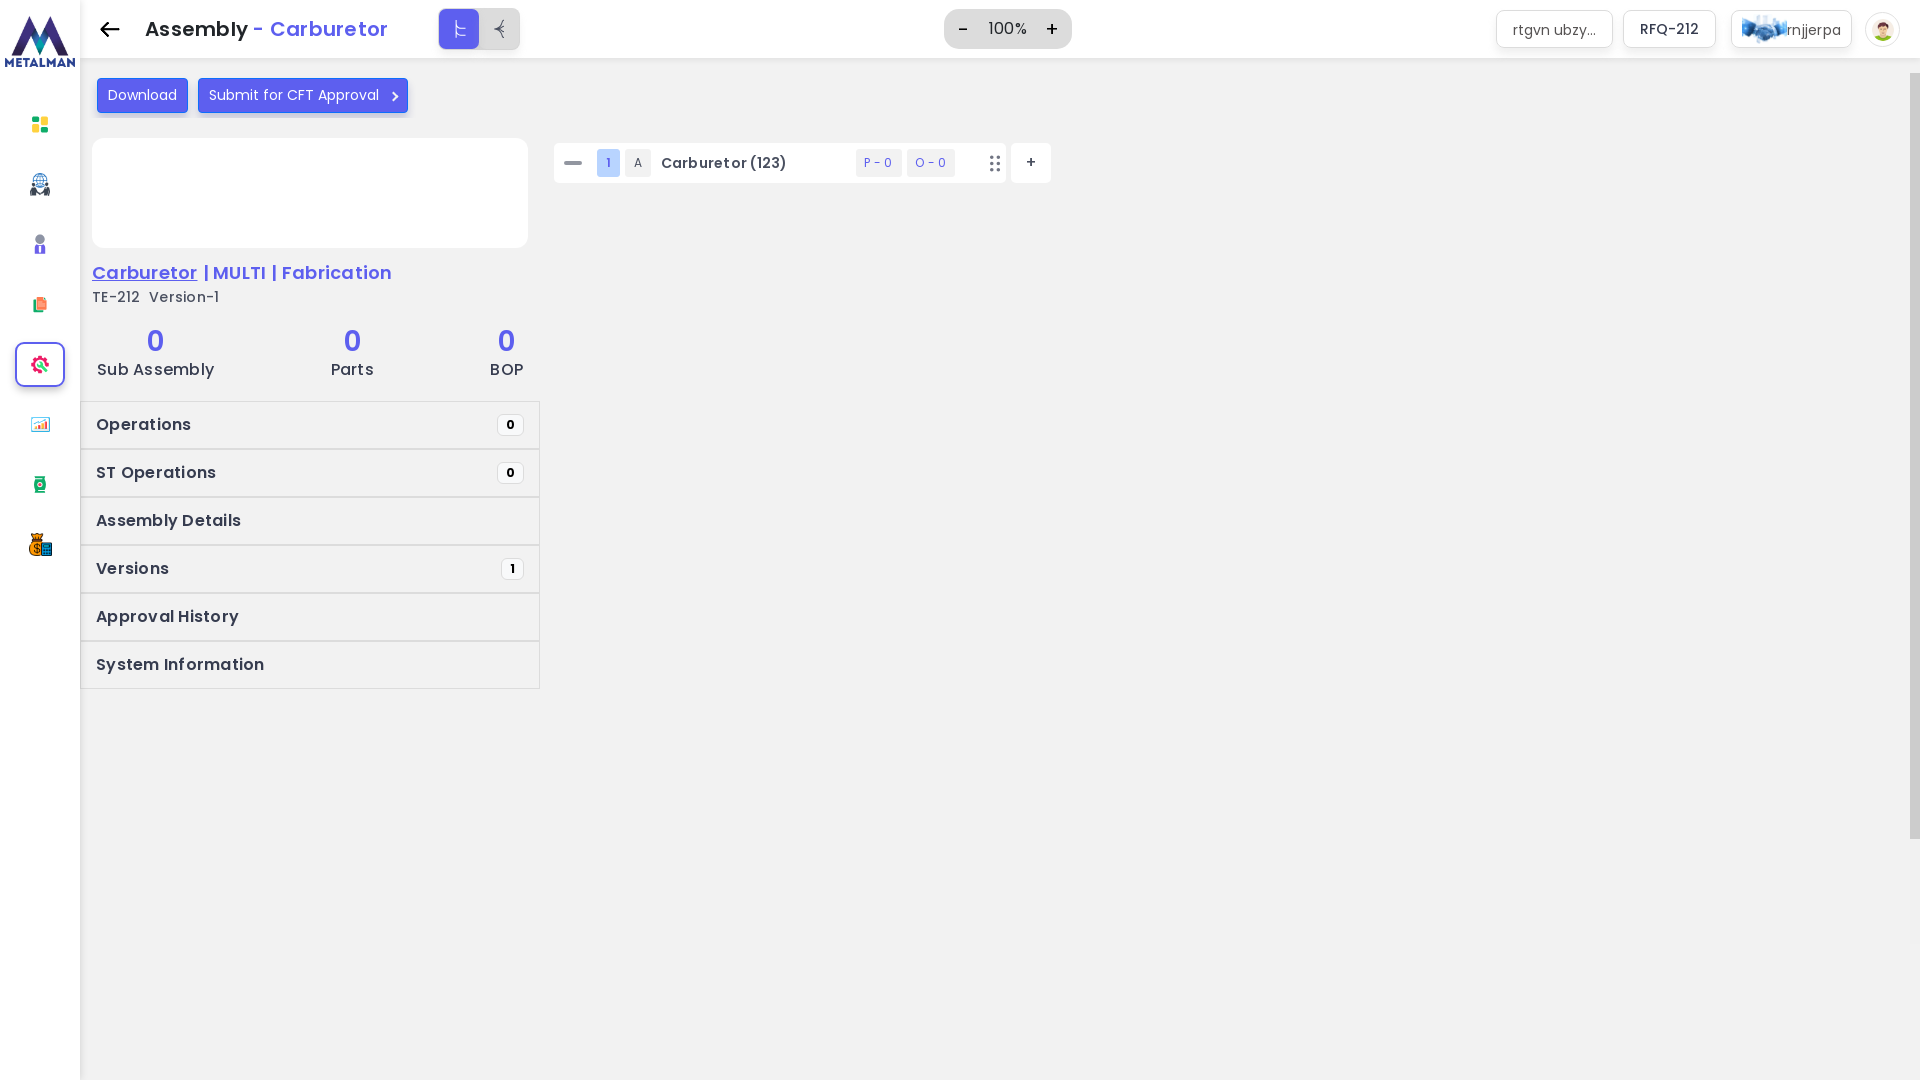 METALMAN
Assembly - Carburetor
- 100% +
rtgvn ubzy...
RFQ-212
rnjjerpa
Download
Submit for CFT Approval
1 A Carburetor (123) P - 0 O - 0 +
Carburetor | MULTI | Fabrication
TE-212 Version-1
0 0 0
Sub Assembly Parts BOP
Operations 0
ST Operations 0
Assembly Details
Versions 1
Approval History
System Information